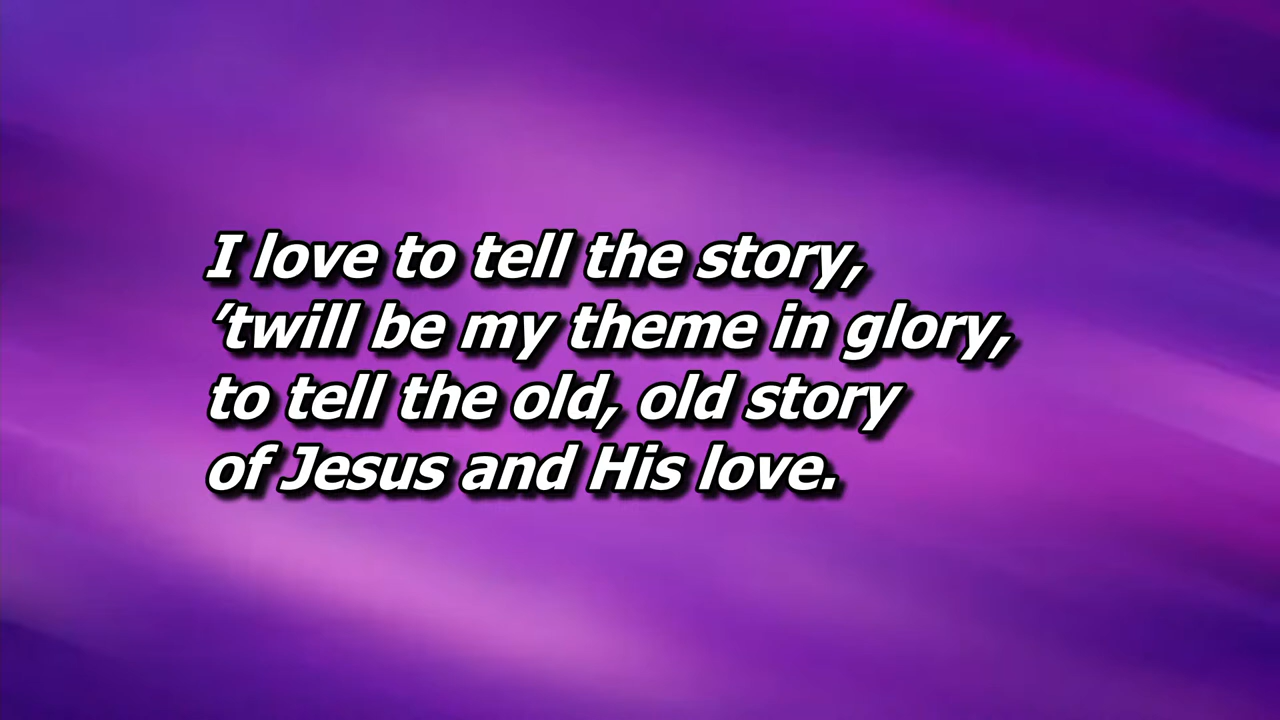 I love to tell the story,
’twill be my theme in glory,
to tell the old, old story
of Jesus and His love.